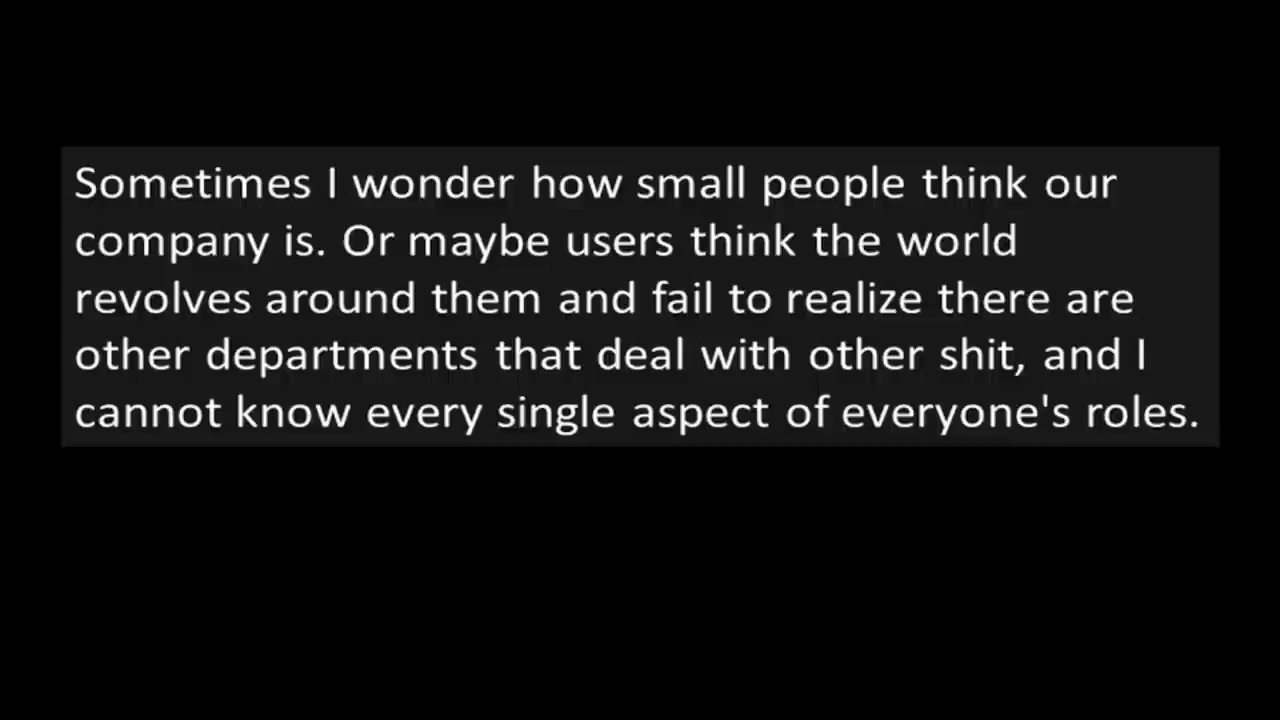 Sometimes I wonder how small people think our
company is. Or maybe users think the world
revolves around them and fail to realize there are
other departments that deal with other shit, and I
cannot know every single aspect of everyone's roles.